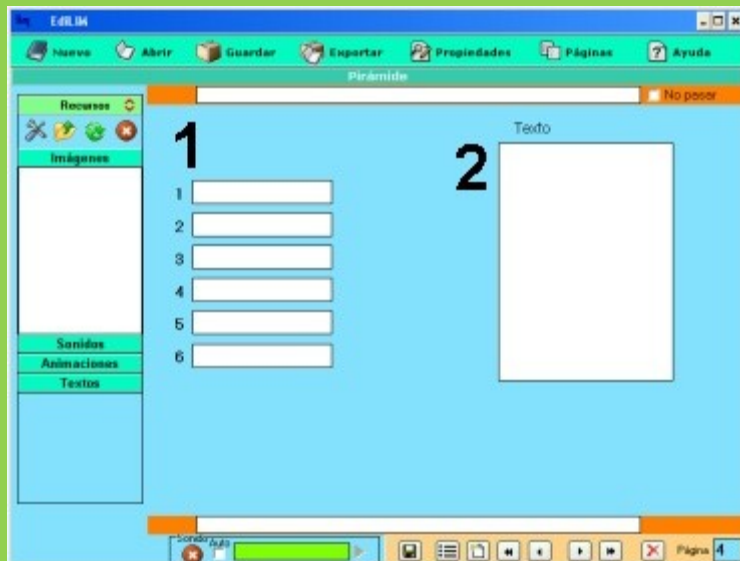 EdiLIM
Nuevo Abrir Guardar Exportar Propiedades Páginas Ayuda
Pirámide
Recursos
No pasar
Imágenes
1
2
Texto
1
2
3
4
5
6
Sonidos
Animaciones
Textos
Sonido
Auto
Página 4